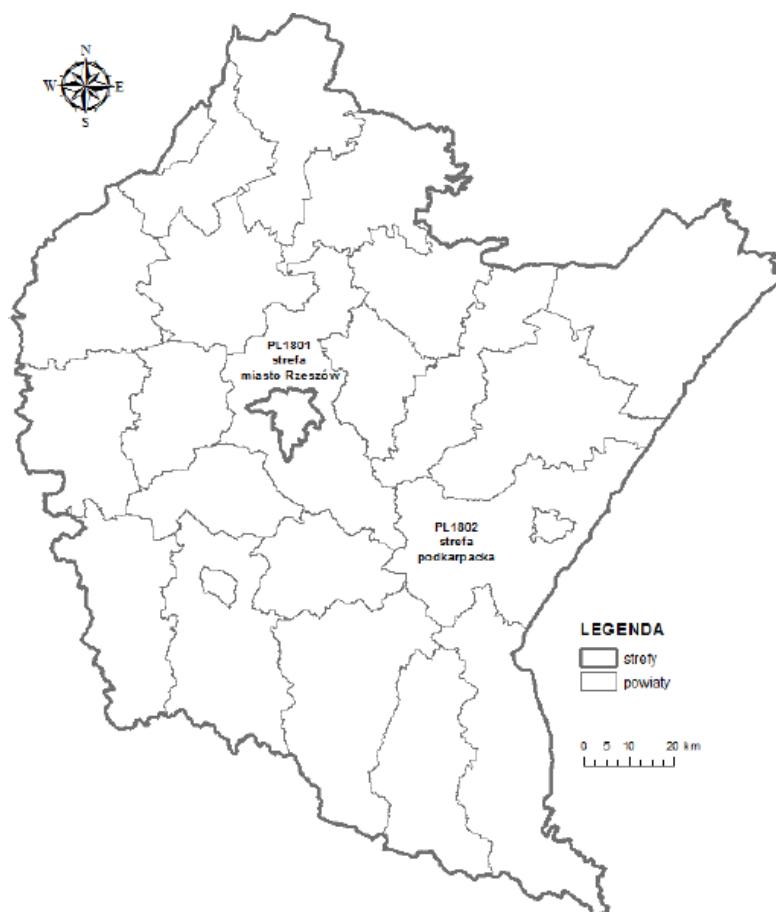 N
W E
S
PL1801
strefa
miasto Rzeszów
PL1802
strefa
podkarpacka
LEGENDA
strefy
powiaty
0 5 10 20 km